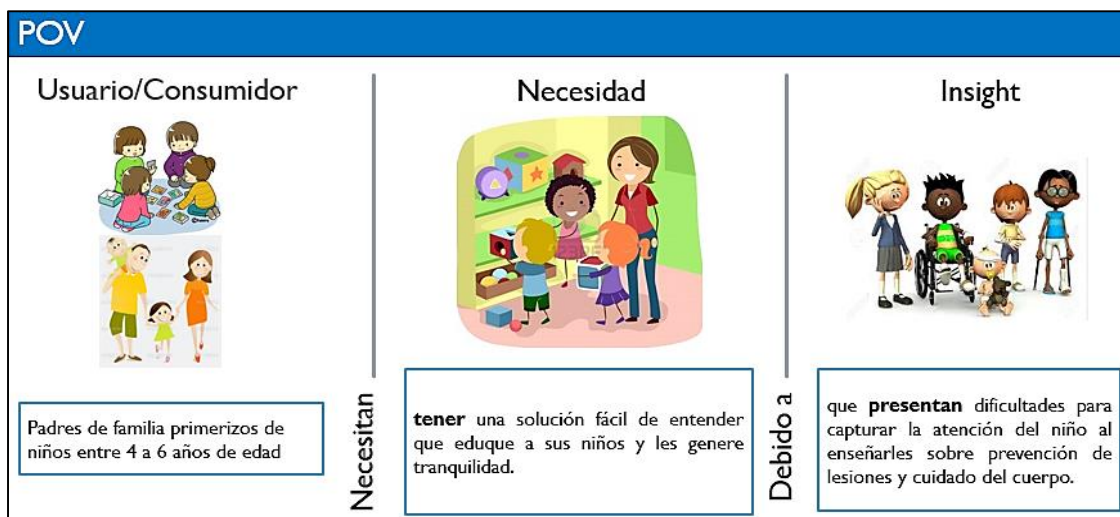 POV
Usuario/Consumidor
Padres de familia primerizos de
niños entre 4 a 6 años de edad
Necesitan
Necesidad
tener una solución fácil de entender
que eduque a sus niños y les genere
tranquilidad.
Debido a
Insight
que presentan dificultades para
capturar la atención del niño al
enseñarles sobre prevención de
lesiones y cuidado del cuerpo.